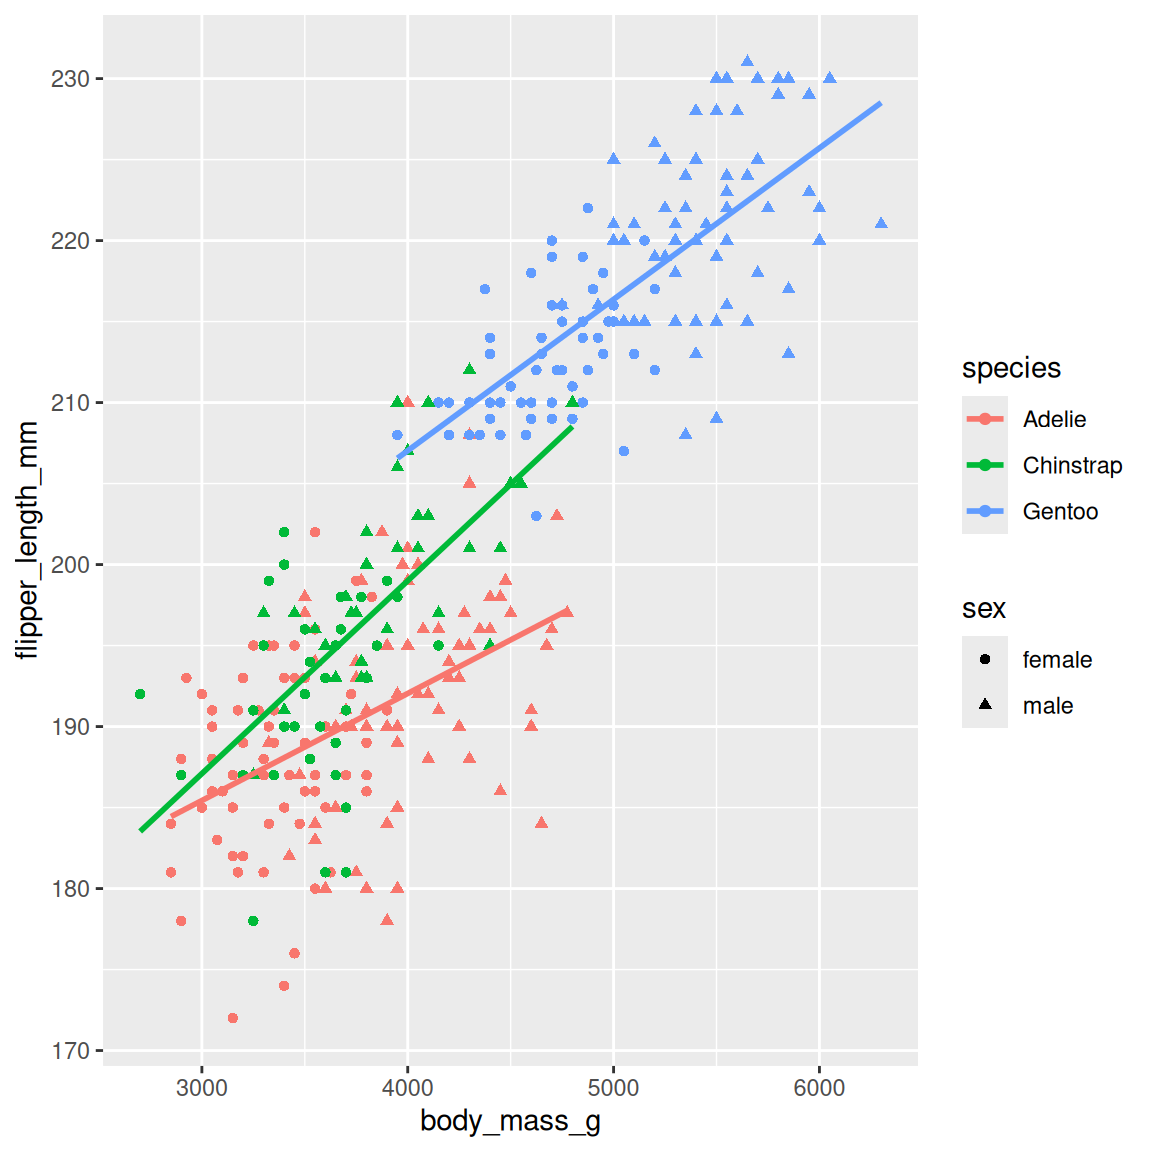 230
220
210
200
190
180
170
flipper_length_mm
3000 4000 5000 6000
body_mass_g
species
Adelie
Chinstrap
Gentoo
sex
female
male